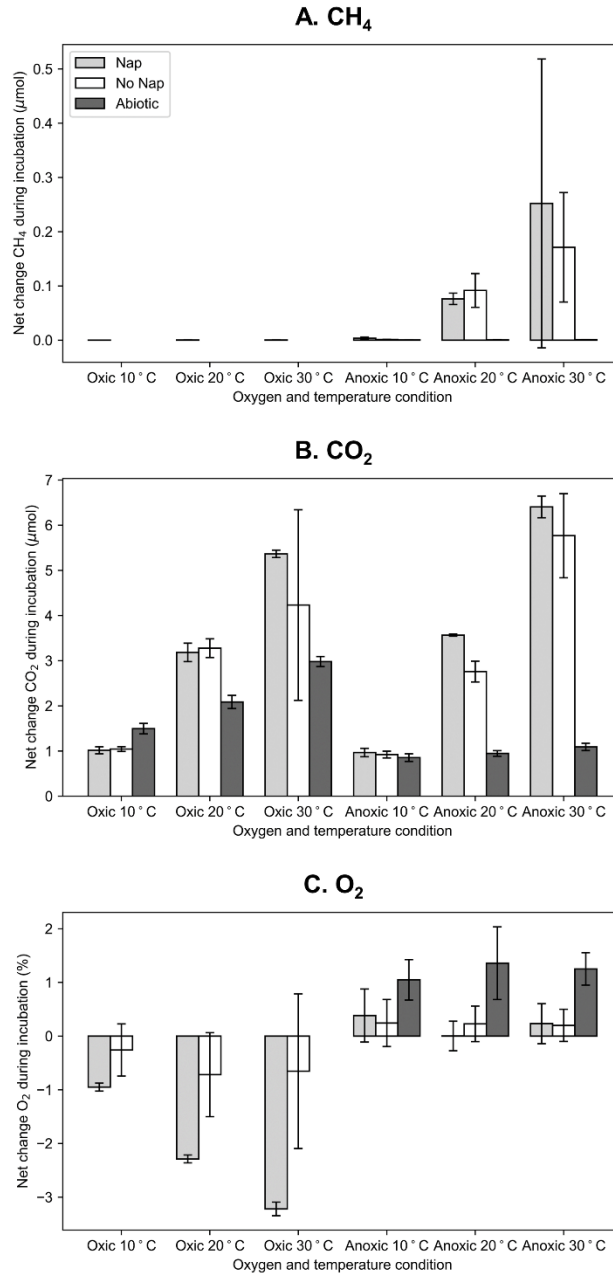 A. CH4
Net change CH4 during incubation (μmol)
0.5
0.4
0.3
0.2
0.1
0.0
Nap
No Nap
Abiotic
Oxic 10 °C Oxic 20 °C Oxic 30 °C Anoxic 10 °C Anoxic 20 °C Anoxic 30 °C
Oxygen and temperature condition
B. CO2
Net change CO2 during incubation (μmol)
7
6
5
4
3
2
1
0
Oxic 10 °C Oxic 20 °C Oxic 30 °C Anoxic 10 °C Anoxic 20 °C Anoxic 30 °C
Oxygen and temperature condition
C. O2
Net change O2 during incubation (%)
2
1
0
−1
−2
−3
Oxic 10 °C Oxic 20 °C Oxic 30 °C Anoxic 10 °C Anoxic 20 °C Anoxic 30 °C
Oxygen and temperature condition